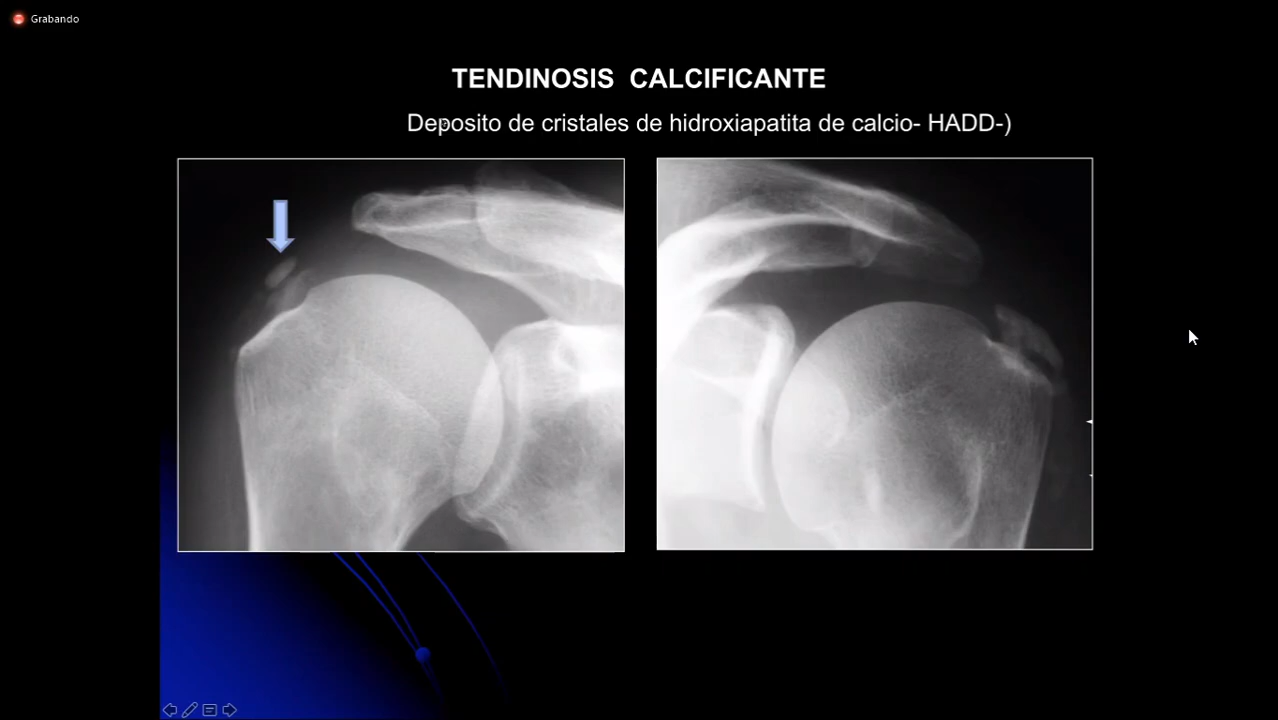 Grabando
TENDINOSIS CALCIFICANTE
Deposito de cristales de hidroxiapatita de calcio- HADD-)